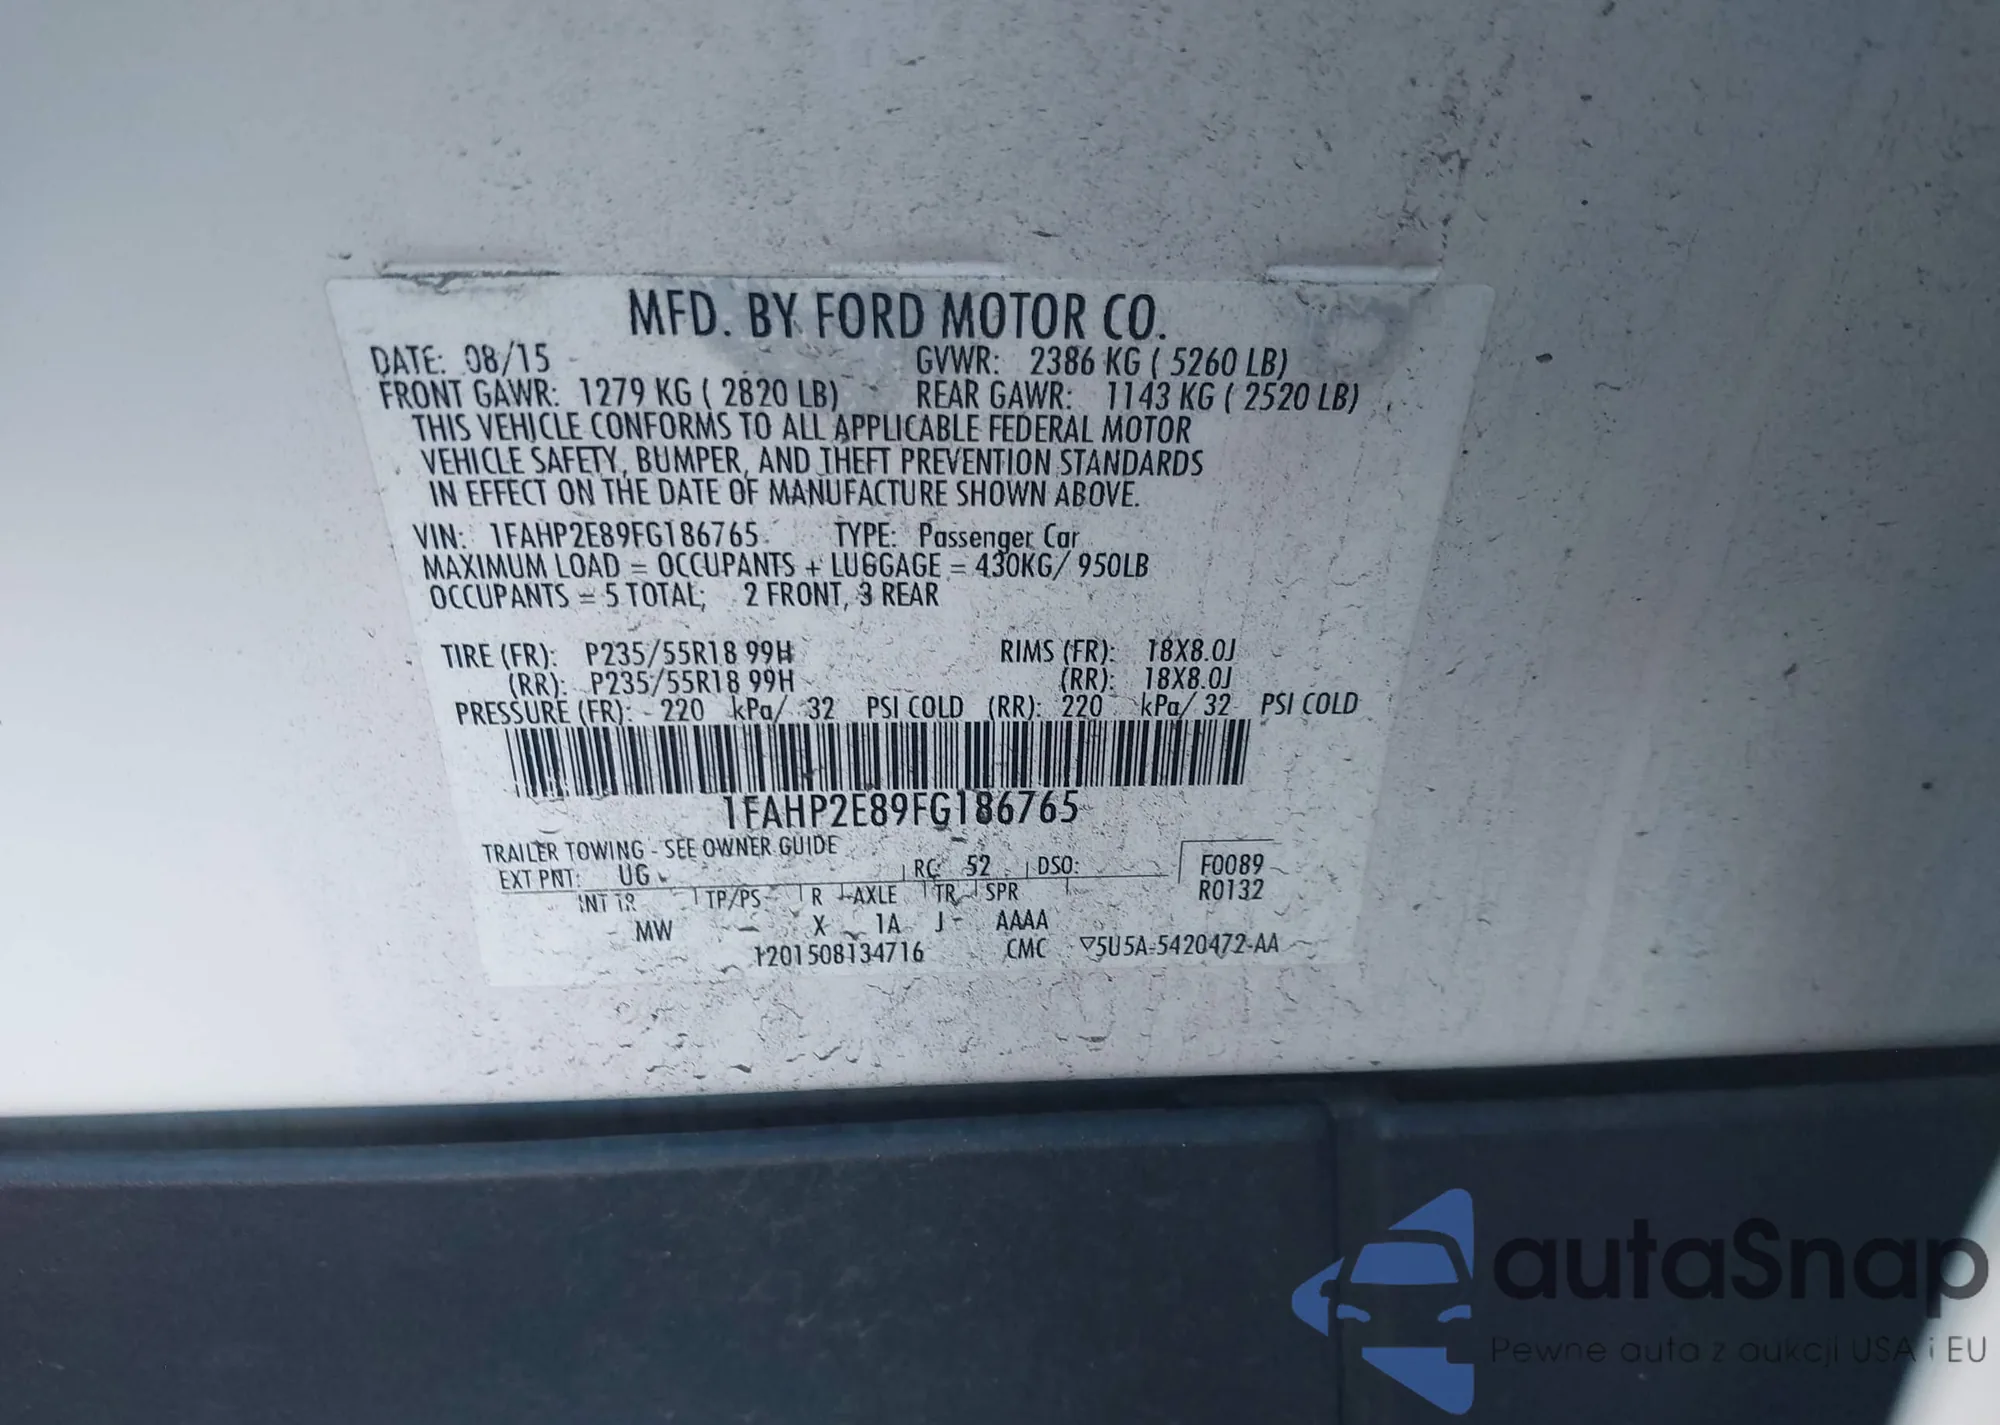 MFD. BY FORD MOTOR CO.
DATE: 08/15 GVWR: 2386 KG ( 5260 LB)
FRONT GAWR: 1279 KG ( 2820 LB) REAR GAWR: 1143 KG ( 2520 LB)
THIS VEHICLE CONFORMS TO ALL APPLICABLE FEDERAL MOTOR
VEHICLE SAFETY, BUMPER, AND THEFT PREVENTION STANDARDS
IN EFFECT ON THE DATE OF MANUFACTURE SHOWN ABOVE.
VIN: 1FAHP2E89FG186765 TYPE: Passenger Car
MAXIMUM LOAD = OCCUPANTS + LUGGAGE = 430KG/ 950LB
OCCUPANTS = 5 TOTAL; 2 FRONT, 3 REAR
TIRE (FR): P235/55R18 99H RIMS (FR): 18X8.0J
(RR): P235/55R18 99H (RR): 18X8.0J
PRESSURE (FR): 220 kPa/ 32 PSI COLD (RR): 220 kPa/ 32 PSI COLD
1FAHP2E89FG186765
TRAILER TOWING - SEE OWNER GUIDE
EXT PNT: UG RC: 52 DSO: F0089
INT TR TP/PS R AXLE TR SPR R0132
MW X 1A J AAAA
1201508134716 CMC ▽5U5A-5420472-AA
autaSnap
Pewne auta z aukcji USA i EU